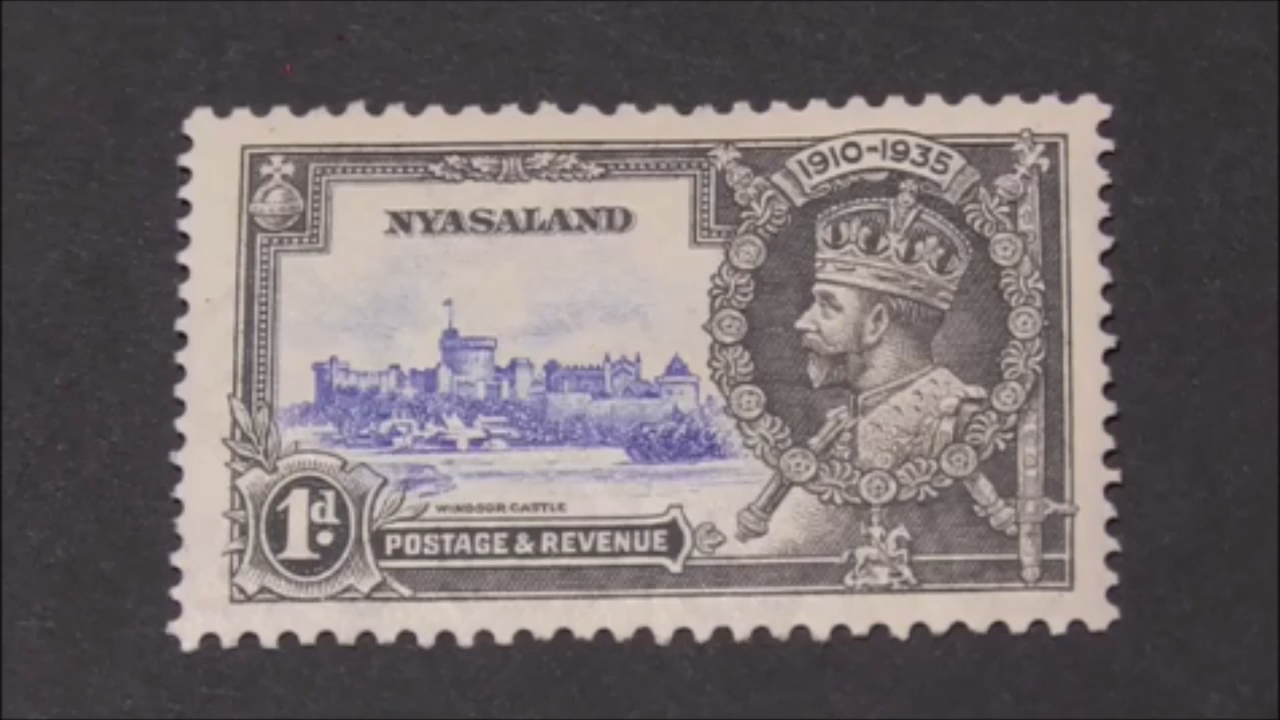 1910-1935
NYASALAND
WINDSOR CASTLE
1d.
POSTAGE & REVENUE